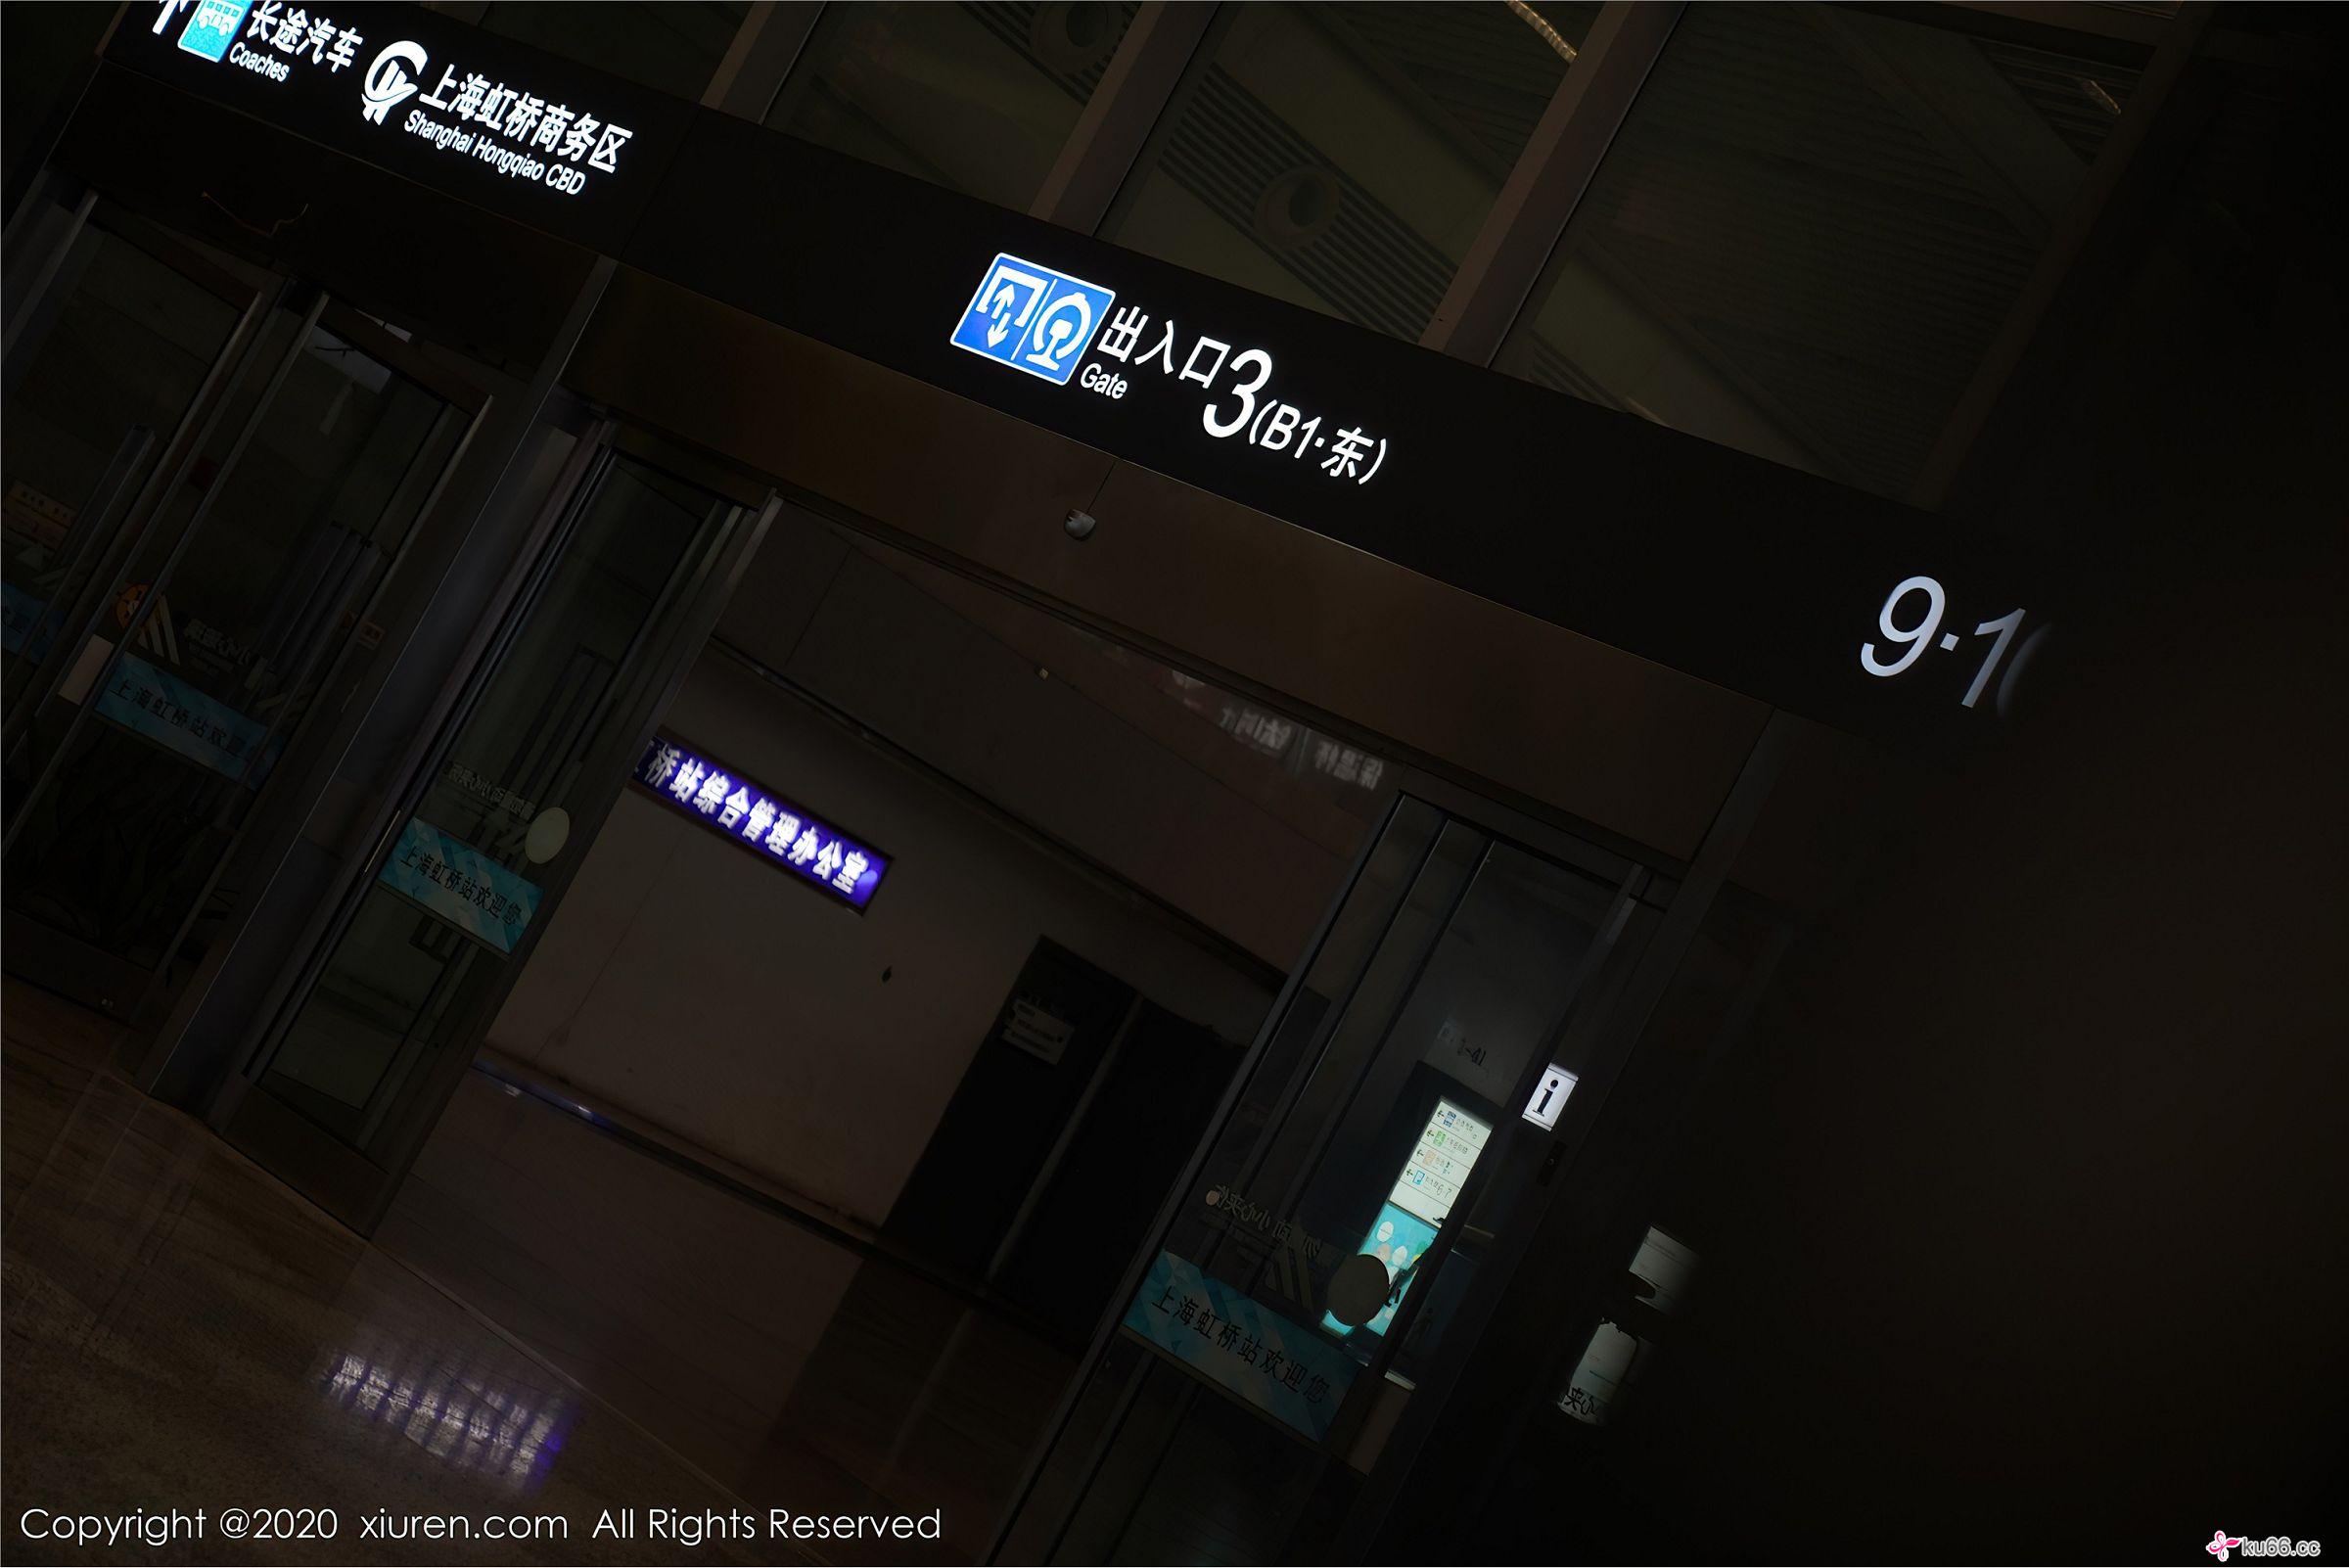 长途汽车
Coaches
上海虹桥商务区
Shanghai Hongqiao CBD
出入口3(B1·东)
Gate
9·1
桥站综合管理办公室
上海虹桥站欢迎
上海虹桥站欢迎您
i
上海虹桥站欢迎您
Copyright @2020 xiuren.com All Rights Reserved
ku66.cc